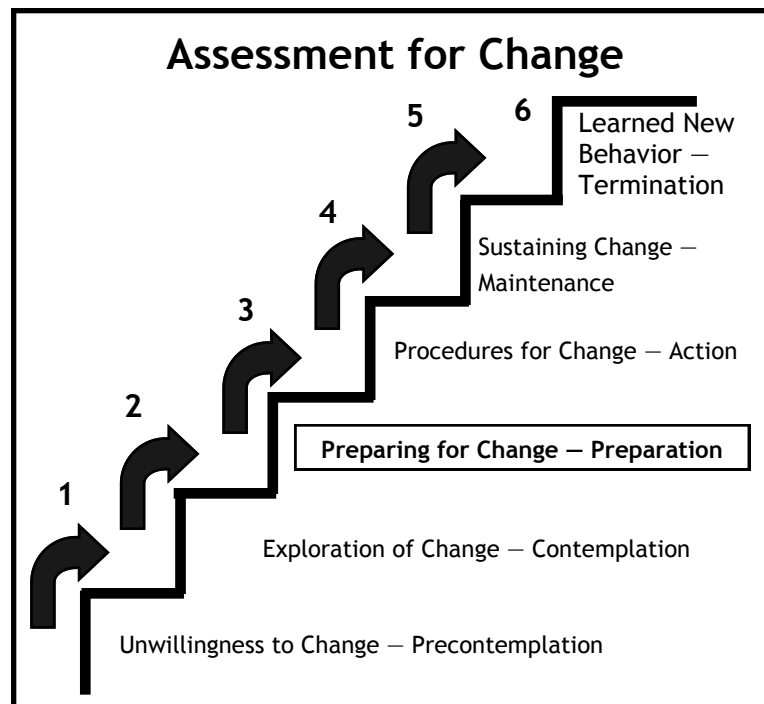 Assessment for Change
5
6
Learned New
Behavior —
Termination
4
Sustaining Change —
Maintenance
3
Procedures for Change — Action
2
Preparing for Change — Preparation
1
Exploration of Change — Contemplation
Unwillingness to Change — Precontemplation